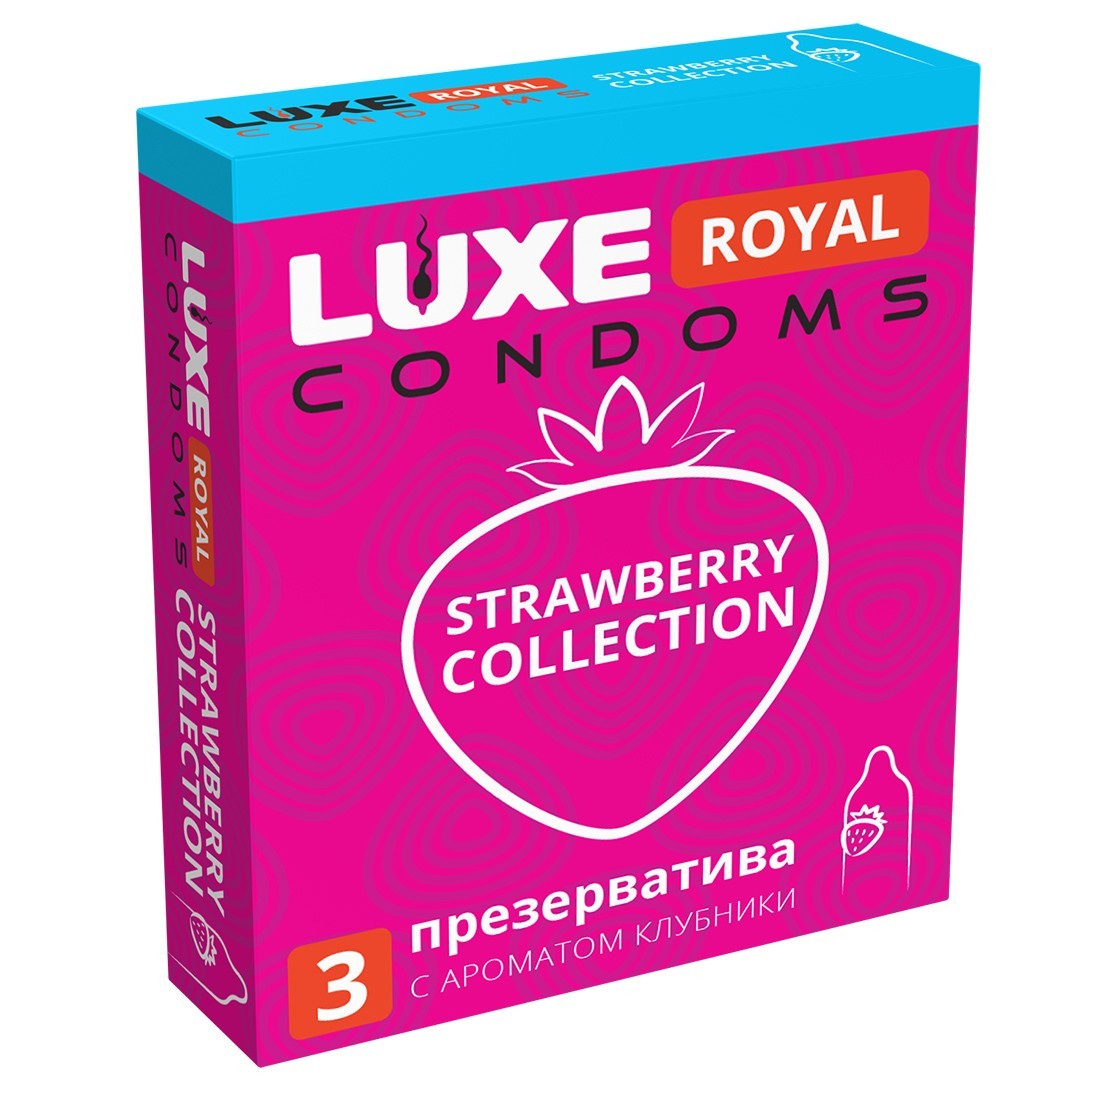 LUXE ROYAL
CONDOMS
STRAWBERRY
COLLECTION
LUXE ROYAL
CONDOMS
STRAWBERRY
COLLECTION
3 презерватива
С АРОМАТОМ КЛУБНИКИ
LUXE ROYAL
CONDOMS
STRAWBERRY
COLLECTION